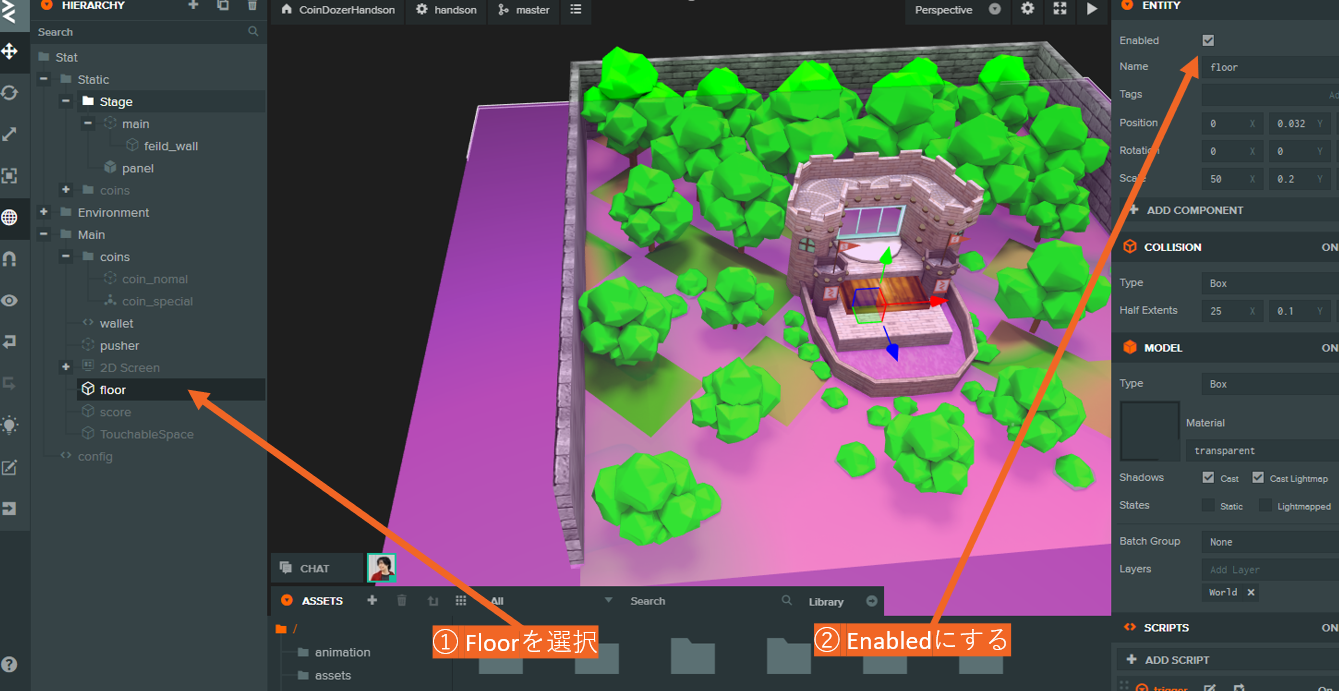 HIERARCHY
Search
Stat
Static
Stage
main
feild_wall
panel
coins
Environment
Main
coins
coin_nomal
coin_special
wallet
pusher
2D Screen
floor
score
TouchableSpace
config
CoinDozerHandson
handson
master
Perspective
CHAT
ASSETS
All
Search
Library
/
animation
assets
① Floorを選択
② Enabledにする
ENTITY
Enabled
Name floor
Tags
Position 0 X 0.032 Y
0 X 0 Y
50 X 0.2 Y
ADD COMPONENT
COLLISION ON
Type Box
Half Extents 25 X 0.1 Y
MODEL ON
Type Box
Material
transparent
Shadows Cast Cast Lightmap
States Static Lightmapped
Batch Group None
Layers Add Layer
World
SCRIPTS ON
ADD SCRIPT
trigger On